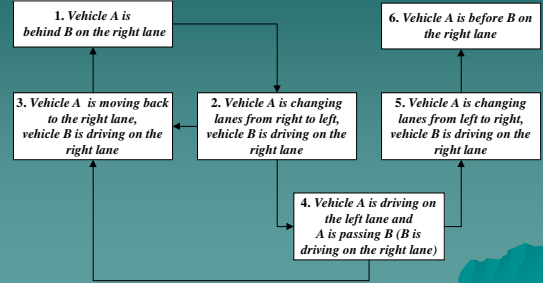 1. Vehicle A is
behind B on the right lane
6. Vehicle A is before B on
the right lane
3. Vehicle A is moving back
to the right lane,
vehicle B is driving on the
right lane
2. Vehicle A is changing
lanes from right to left,
vehicle B is driving on the
right lane
5. Vehicle A is changing
lanes from left to right,
vehicle B is driving on the
right lane
4. Vehicle A is driving on
the left lane and
A is passing B (B is
driving on the right lane)